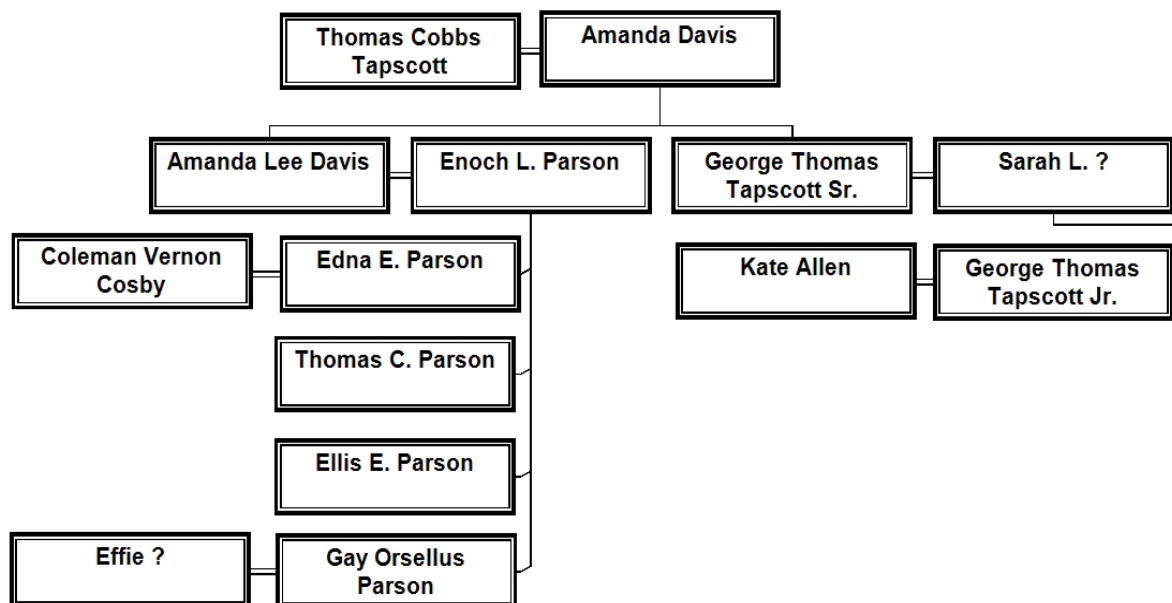 Thomas Cobbs
Tapscott
Amanda Davis
Amanda Lee Davis
Enoch L. Parson
George Thomas
Tapscott Sr.
Sarah L. ?
Coleman Vernon
Cosby
Edna E. Parson
Kate Allen
George Thomas
Tapscott Jr.
Thomas C. Parson
Ellis E. Parson
Effie ?
Gay Orsellus
Parson